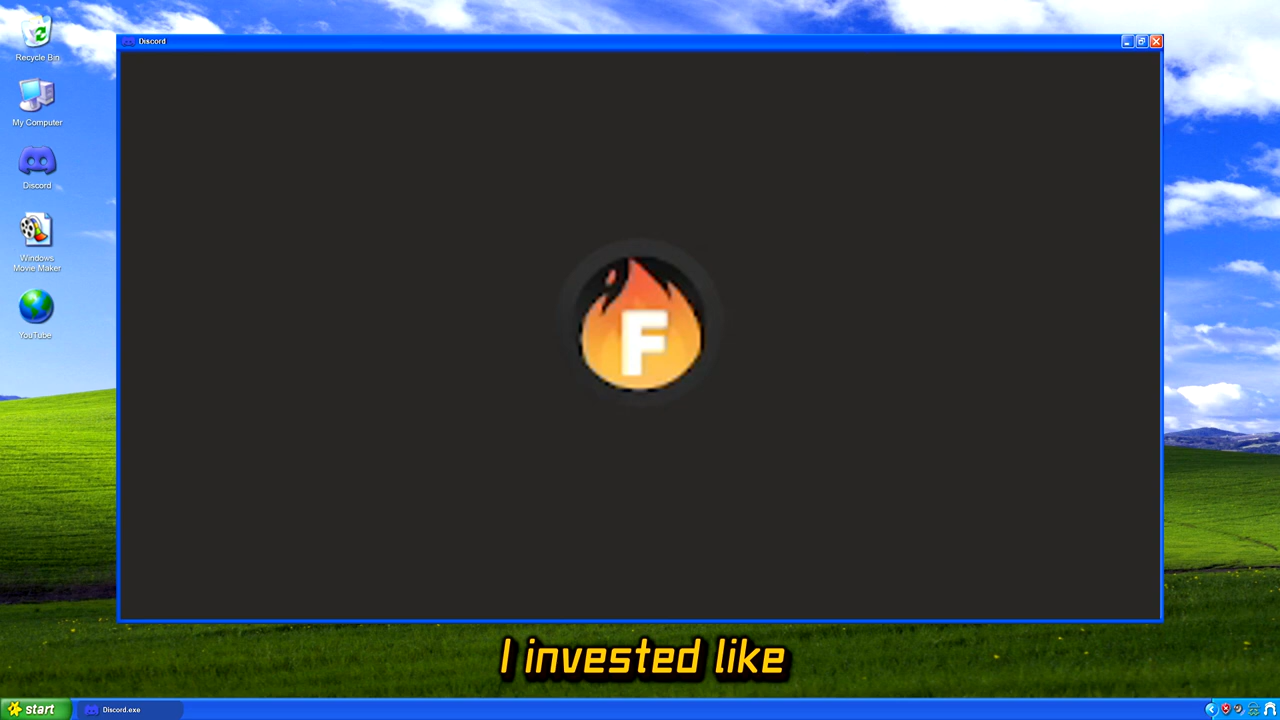 Discord
Recycle Bin
My Computer
Discord
Windows
Movie Maker
YouTube
F
I invested like
start
Discord.exe